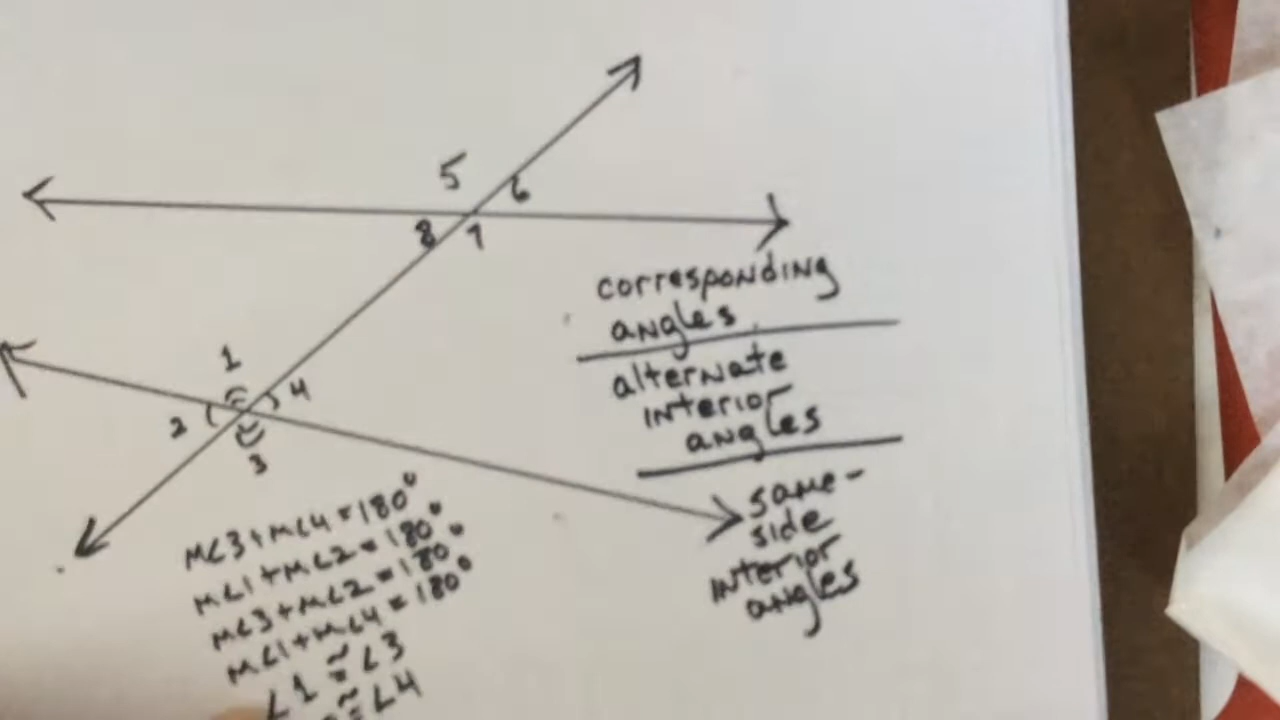 5
6
8 7
1
4
2
3
corresponding
angles
alternate
interior
angles
same-
side
interior
angles
m∠3+m∠4=180°
m∠1+m∠2=180°
m∠3+m∠2=180°
m∠1+m∠4=180°
∠1≅∠3
≅∠4